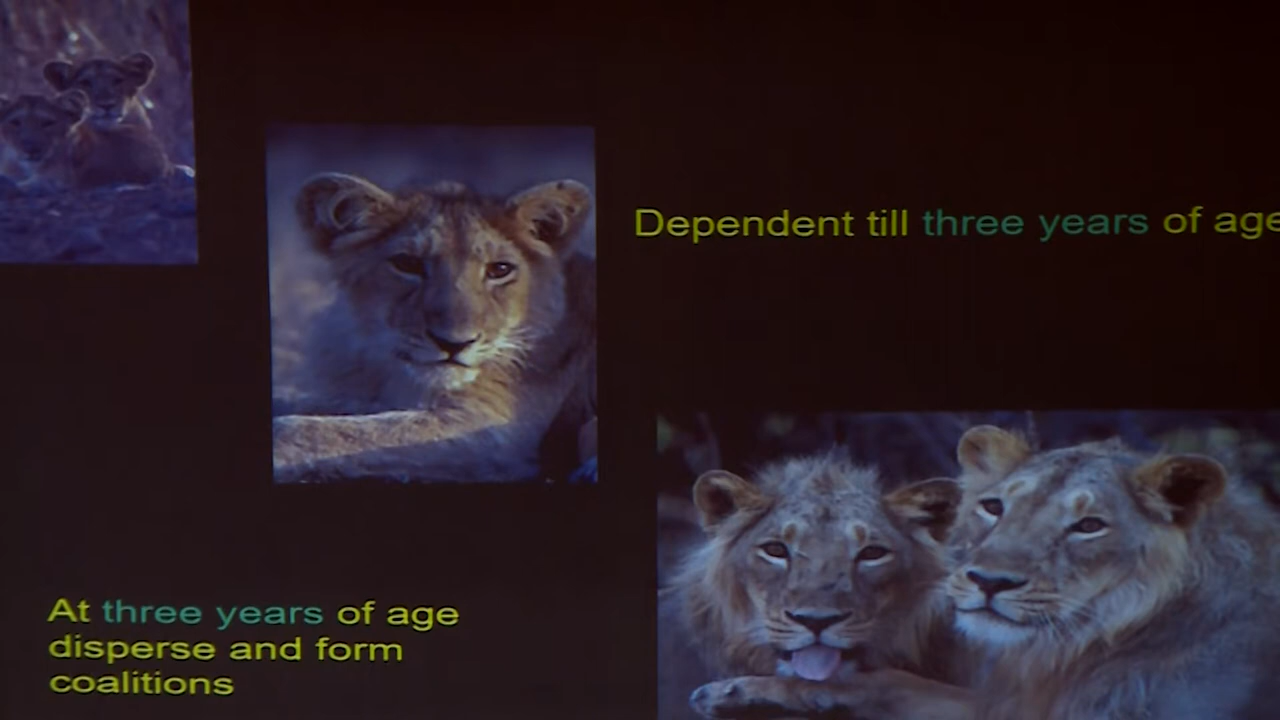 Dependent till three years of age
At three years of age
disperse and form
coalitions